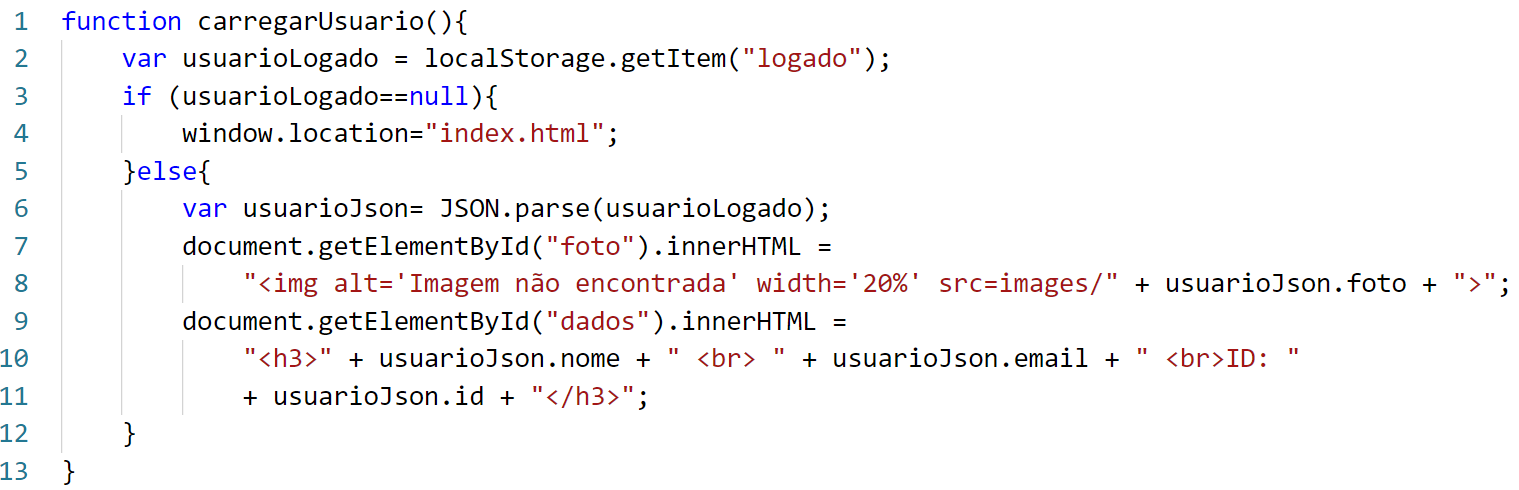 1 function carregarUsuario(){
2     var usuarioLogado = localStorage.getItem("logado");
3     if (usuarioLogado==null){
4         window.location="index.html";
5     }else{
6         var usuarioJson= JSON.parse(usuarioLogado);
7         document.getElementById("foto").innerHTML =
8             "<img alt='Imagem não encontrada' width='20%' src=images/" + usuarioJson.foto + ">";
9         document.getElementById("dados").innerHTML =
10             "<h3>" + usuarioJson.nome + " <br> " + usuarioJson.email + " <br>ID: "
11             + usuarioJson.id + "</h3>";
12     }
13 }